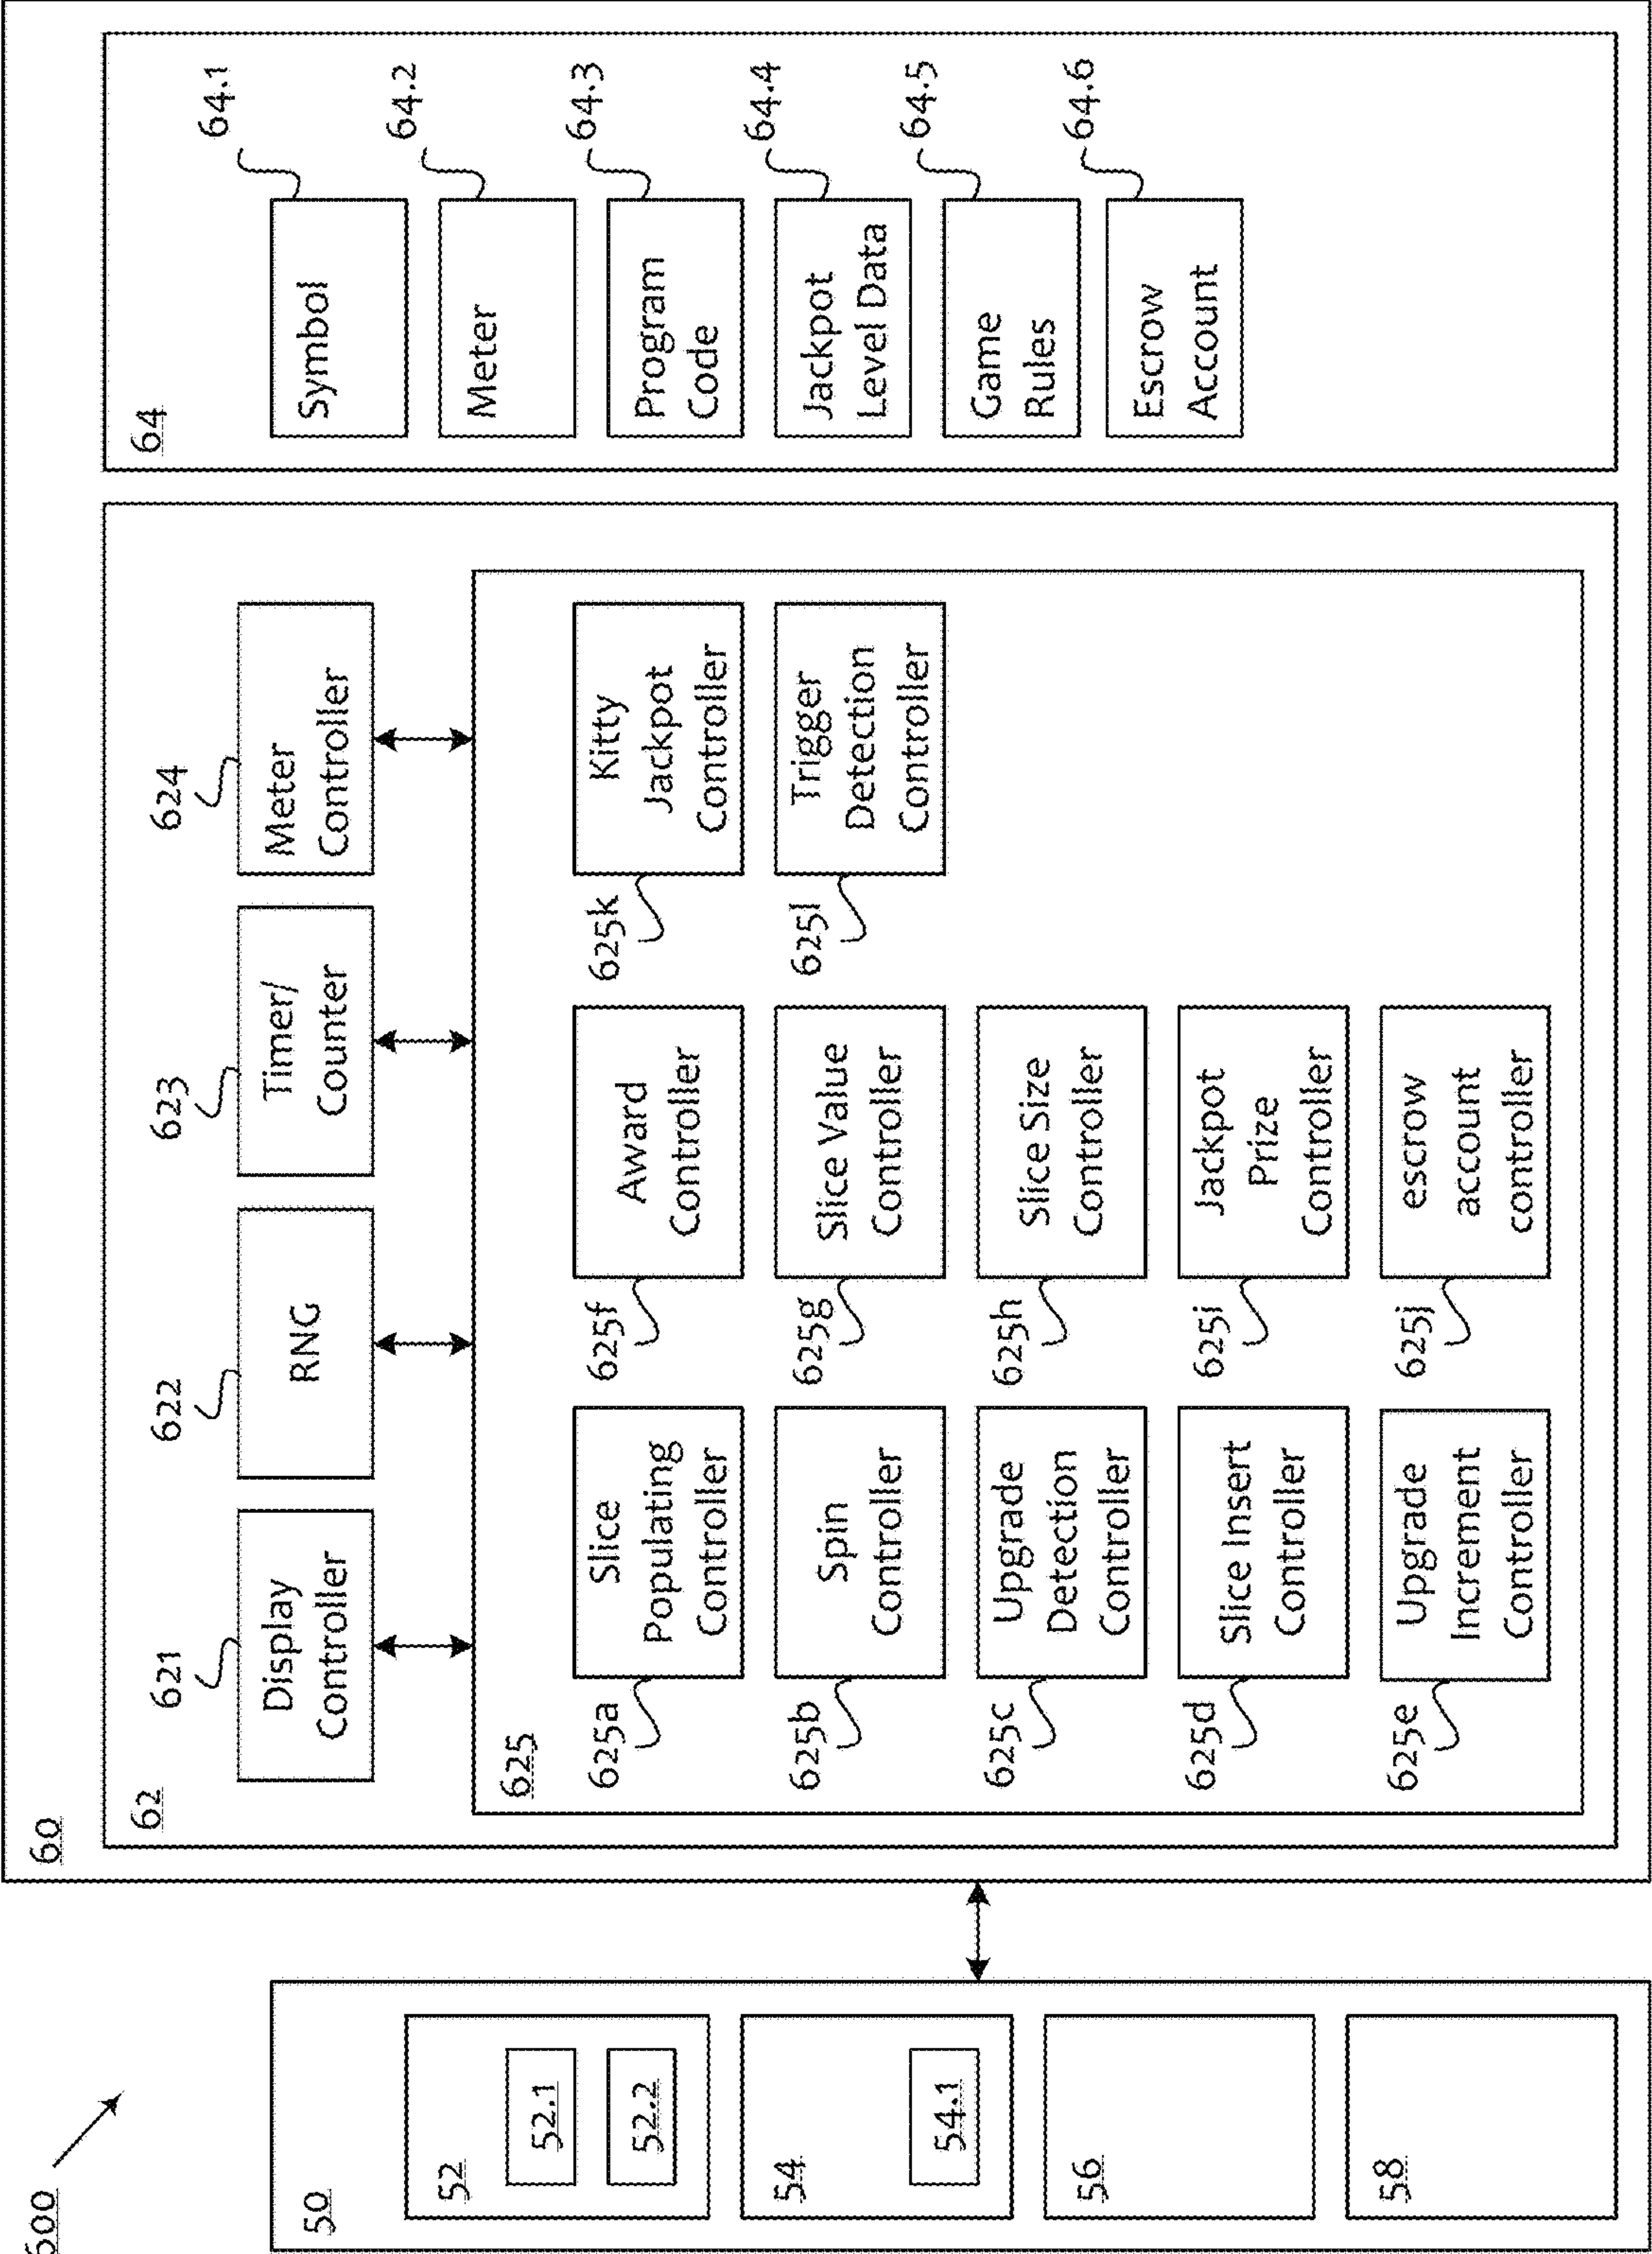 600
50
52
52.1
52.2
54
54.1
56
58
60
62
621
Display
Controller
622
RNG
623
Timer/
Counter
624
Meter
Controller
625
625a
Slice
Populating
Controller
625b
Spin
Controller
625c
Upgrade
Detection
Controller
625d
Slice Insert
Controller
625e
Upgrade
Increment
Controller
625f
Award
Controller
625g
Slice Value
Controller
625h
Slice Size
Controller
625i
Jackpot
Prize
Controller
625j
escrow
account
controller
625k
Kitty
Jackpot
Controller
625l
Trigger
Detection
Controller
64
Symbol
64.1
Meter
64.2
Program
Code
64.3
Jackpot
Level Data
64.4
Game
Rules
64.5
Escrow
Account
64.6